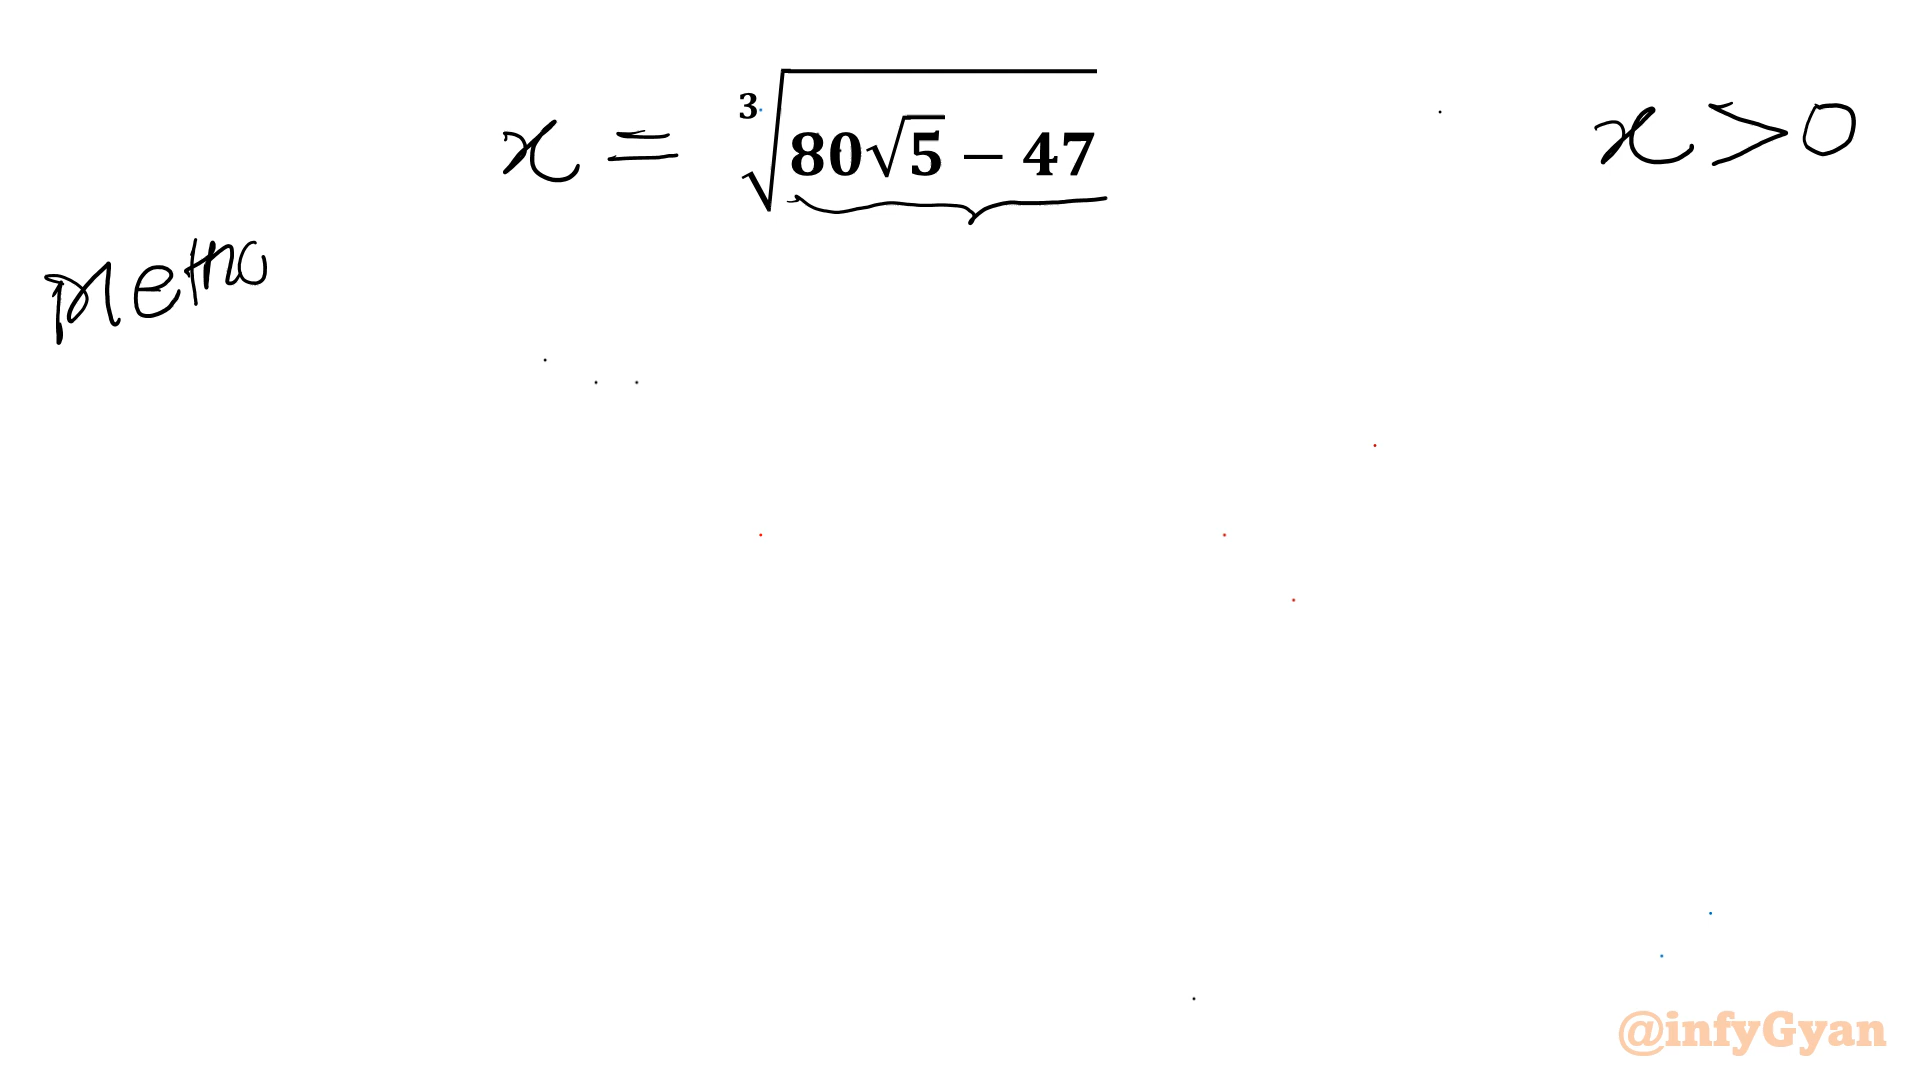 x = ∛(80√5 − 47)    x > 0
metho
@infyGyan